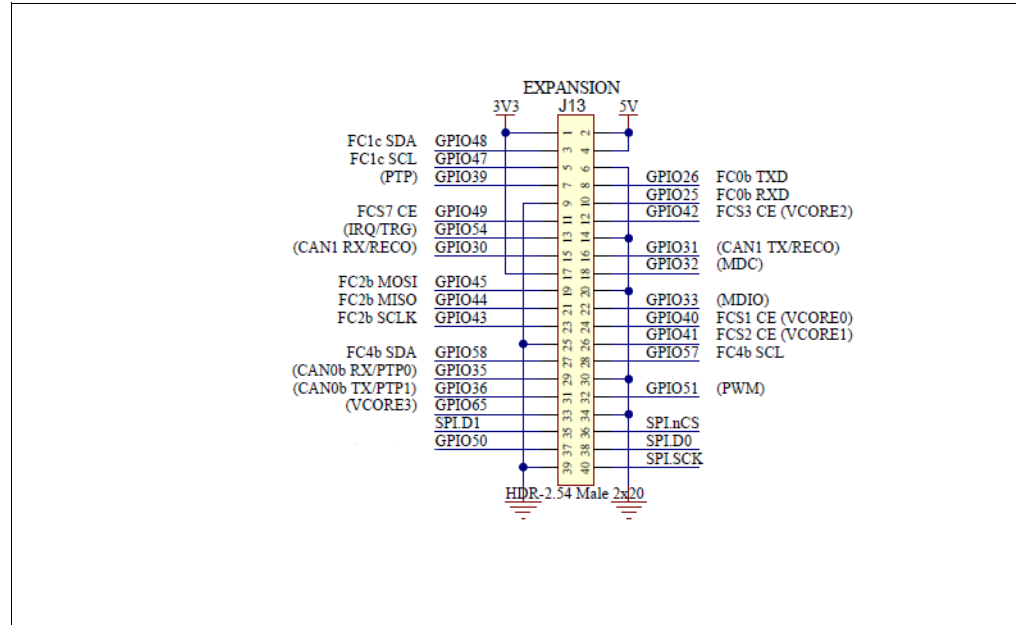 EXPANSION
3V3 J13 5V
1 2
FC1c SDA GPIO48 3 4
FC1c SCL GPIO47 5 6
(PTP) GPIO39 7 8 GPIO26 FC0b TXD
9 10 GPIO25 FC0b RXD
FCS7 CE GPIO49 11 12 GPIO42 FCS3 CE (VCORE2)
(IRQ/TRG) GPIO54 13 14
(CAN1 RX/RECO) GPIO30 15 16 GPIO31 (CAN1 TX/RECO)
17 18 GPIO32 (MDC)
FC2b MOSI GPIO45 19 20
FC2b MISO GPIO44 21 22 GPIO33 (MDIO)
FC2b SCLK GPIO43 23 24 GPIO40 FCS1 CE (VCORE0)
25 26 GPIO41 FCS2 CE (VCORE1)
FC4b SDA GPIO58 27 28 GPIO57 FC4b SCL
(CAN0b RX/PTP0) GPIO35 29 30
(CAN0b TX/PTP1) GPIO36 31 32 GPIO51 (PWM)
(VCORE3) GPIO65 33 34
SPI.D1 35 36 SPI.nCS
GPIO50 37 38 SPI.D0
39 40 SPI.SCK
HDR-2.54 Male 2x20